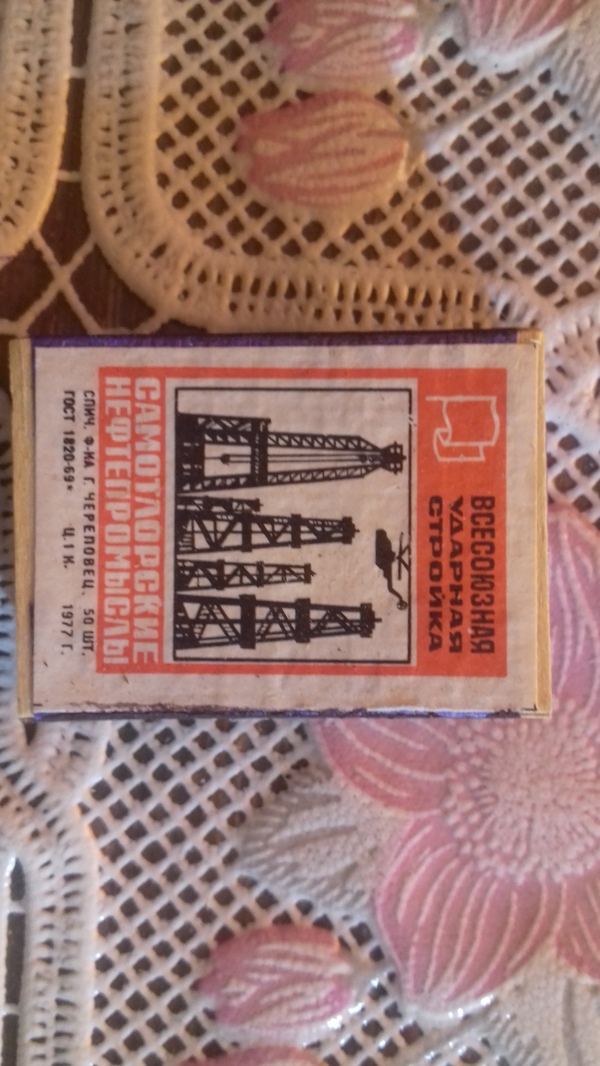 ВСЕСОЮЗНАЯ
УДАРНАЯ
СТРОЙКА
САМОТЛОРСКИЕ
НЕФТЕПРОМЫСЛЫ
СПИЧ. Ф-КА Г. ЧЕРЕПОВЕЦ. 50 ШТ.
ГОСТ 1820-69* Ц. 1 К. 1977 Г.